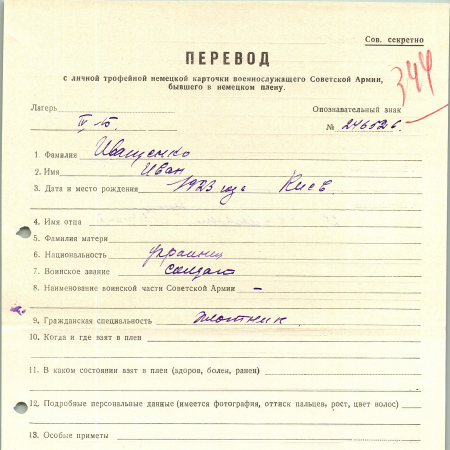 Сов. секретно
ПЕРЕВОД
с личной трофейной немецкой карточки военнослужащего Советской Армии,
бывшего в немецком плену.
344
Лагерь Опознавательный знак
IV Б № 246526
1. Фамилия Иващенко
2. Имя Иван
3. Дата и место рождения 1923 года Киев
4. Имя отца
5. Фамилия матери
6. Национальность украинец
7. Воинское звание солдат
8. Наименование воинской части Советской Армии —
9. Гражданская специальность плотник
10. Когда и где взят в плен
11. В каком состоянии взят в плен (здоров, болен, ранен)
12. Подробные персональные данные (имеется фотография, оттиск пальцев, рост, цвет волос)
13. Особые приметы